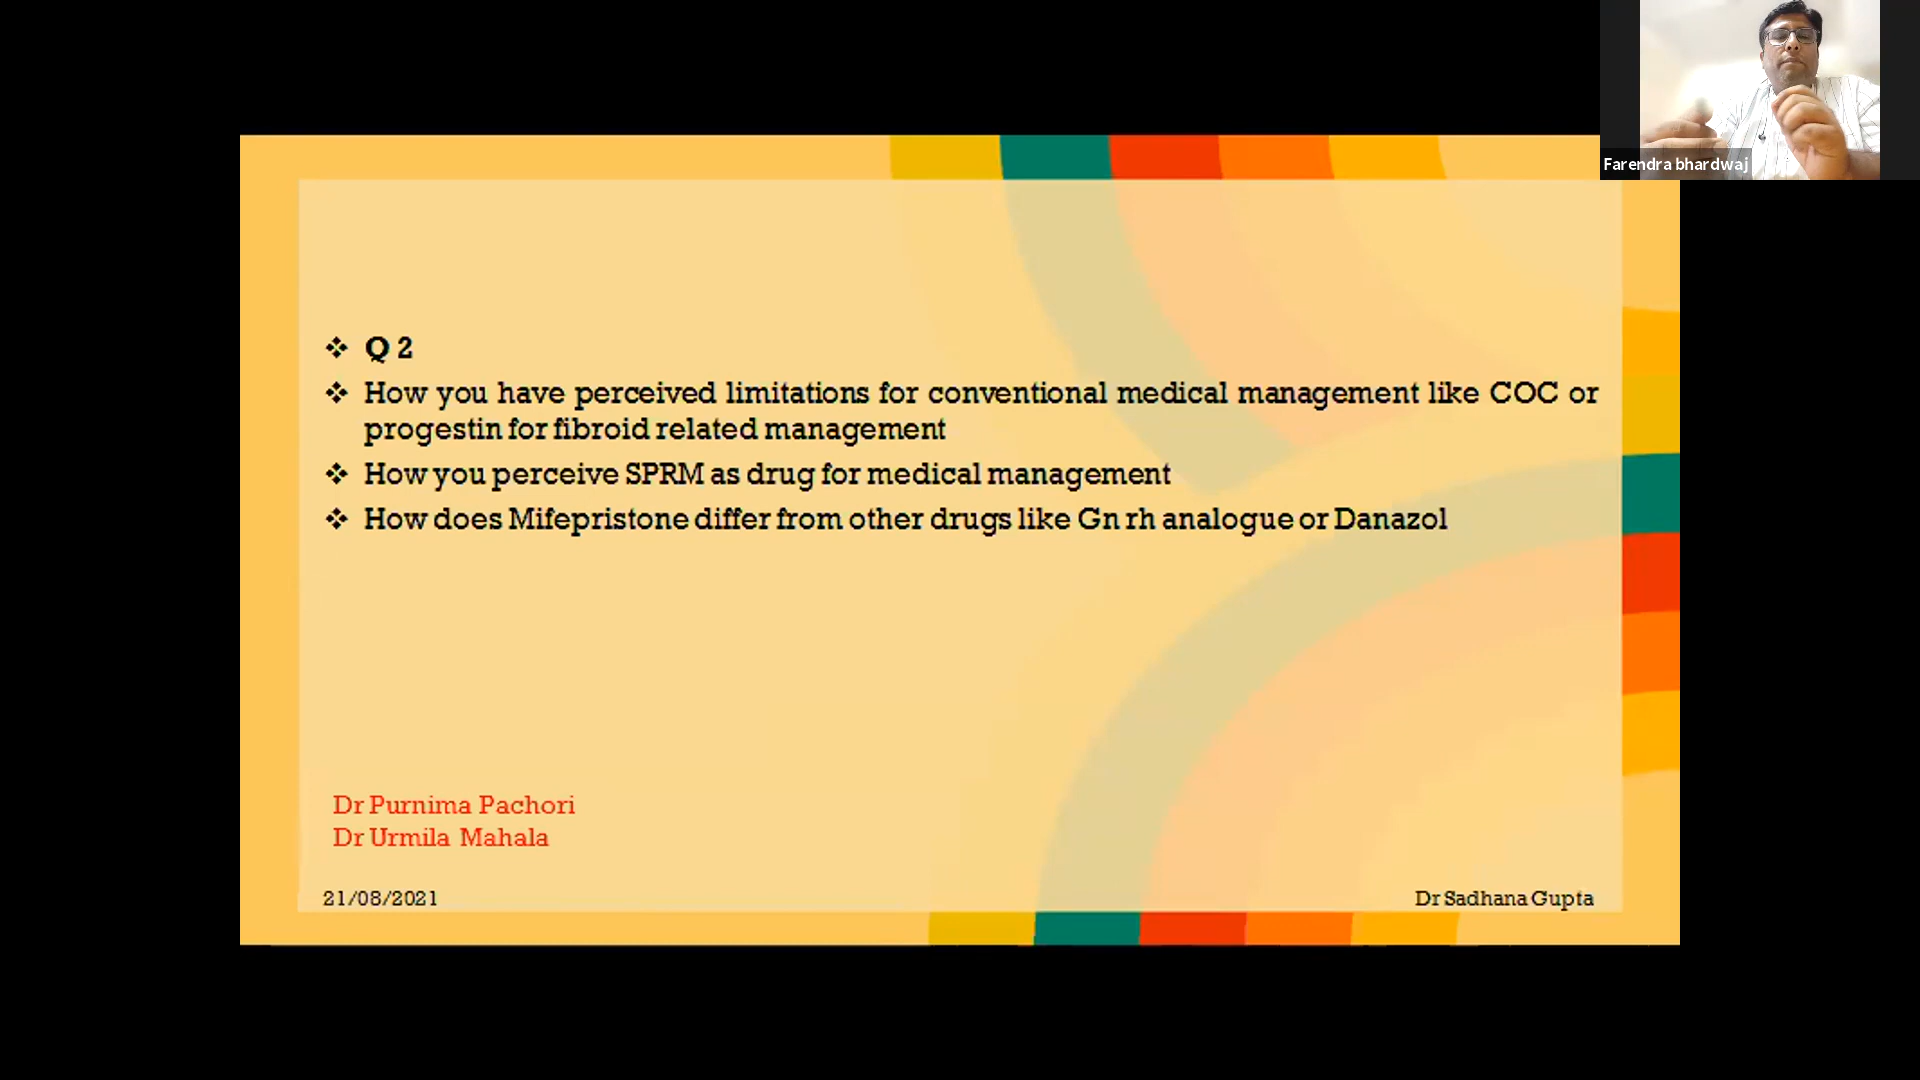 Farendra bhardwaj
Q 2
How you have perceived limitations for conventional medical management like COC or
progestin for fibroid related management
How you perceive SPRM as drug for medical management
How does Mifepristone differ from other drugs like Gn rh analogue or Danazol
Dr Purnima Pachori
Dr Urmila Mahala
21/08/2021
Dr Sadhana Gupta